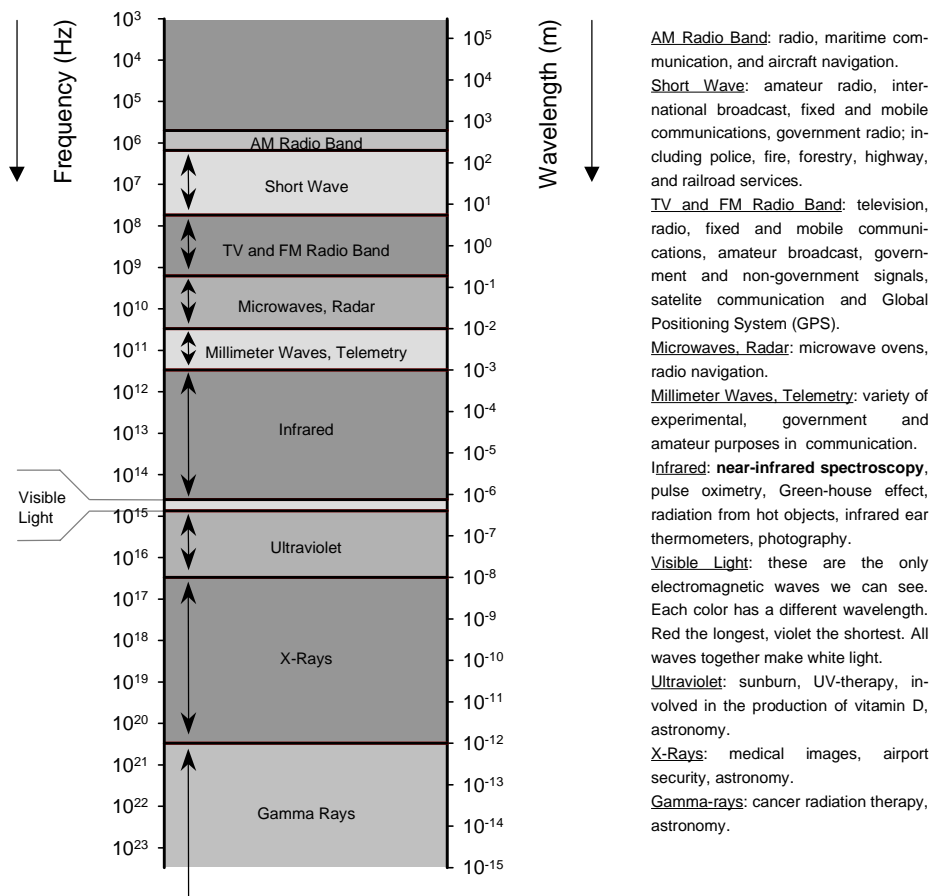 Frequency (Hz)
10³
10⁴
10⁵
10⁶
10⁷
10⁸
10⁹
10¹⁰
10¹¹
10¹²
10¹³
10¹⁴
10¹⁵
10¹⁶
10¹⁷
10¹⁸
10¹⁹
10²⁰
10²¹
10²²
10²³
Visible
Light
AM Radio Band
Short Wave
TV and FM Radio Band
Microwaves, Radar
Millimeter Waves, Telemetry
Infrared
Ultraviolet
X-Rays
Gamma Rays
10⁵
10⁴
10³
10²
10¹
10⁰
10⁻¹
10⁻²
10⁻³
10⁻⁴
10⁻⁵
10⁻⁶
10⁻⁷
10⁻⁸
10⁻⁹
10⁻¹⁰
10⁻¹¹
10⁻¹²
10⁻¹³
10⁻¹⁴
10⁻¹⁵
Wavelength (m)
AM Radio Band: radio, maritime com-
munication, and aircraft navigation.
Short Wave: amateur radio, inter-
national broadcast, fixed and mobile
communications, government radio; in-
cluding police, fire, forestry, highway,
and railroad services.
TV and FM Radio Band: television,
radio, fixed and mobile communi-
cations, amateur broadcast, govern-
ment and non-government signals,
satelite communication and Global
Positioning System (GPS).
Microwaves, Radar: microwave ovens,
radio navigation.
Millimeter Waves, Telemetry: variety of
experimental, government and
amateur purposes in communication.
Infrared: near-infrared spectroscopy,
pulse oximetry, Green-house effect,
radiation from hot objects, infrared ear
thermometers, photography.
Visible Light: these are the only
electromagnetic waves we can see.
Each color has a different wavelength.
Red the longest, violet the shortest. All
waves together make white light.
Ultraviolet: sunburn, UV-therapy, in-
volved in the production of vitamin D,
astronomy.
X-Rays: medical images, airport
security, astronomy.
Gamma-rays: cancer radiation therapy,
astronomy.